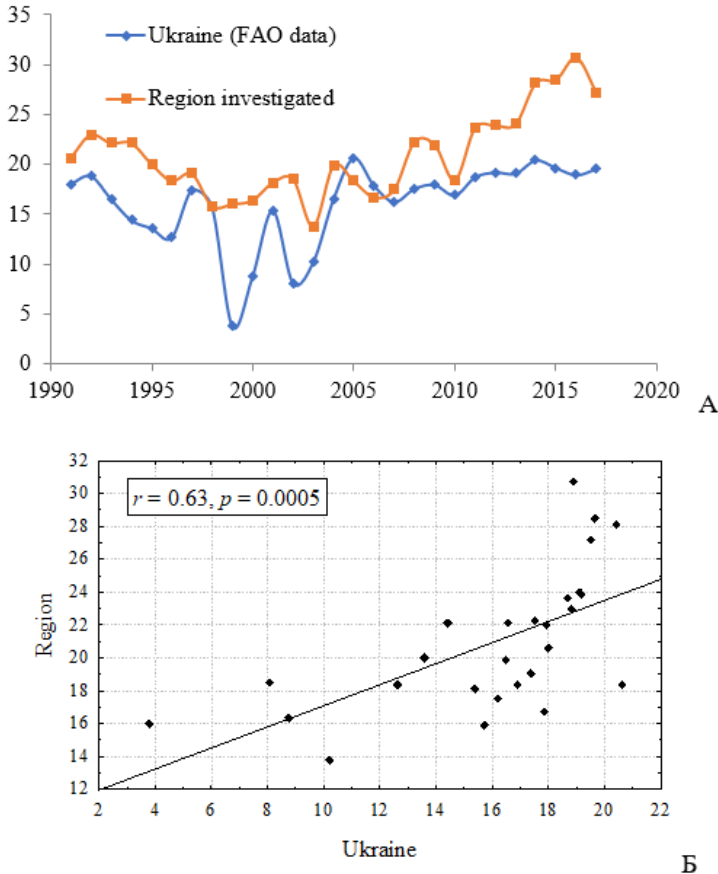 35
30
25
20
15
10
5
0
Ukraine (FAO data)
Region investigated
1990 1995 2000 2005 2010 2015 2020
А
32
30
28
26
24
22
20
18
16
14
12
r = 0.63, p = 0.0005
Region
2 4 6 8 10 12 14 16 18 20 22
Ukraine
Б